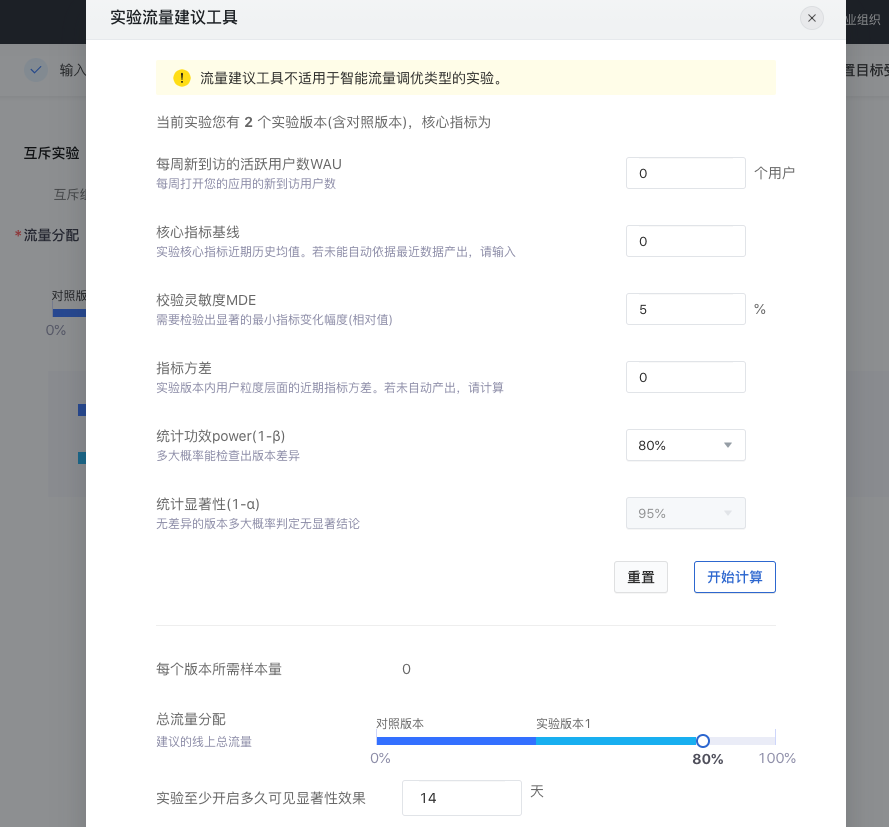 实验流量建议工具
业组织
输入
置目标受
流量建议工具不适用于智能流量调优类型的实验。
当前实验您有 2 个实验版本(含对照版本)，核心指标为
互斥实验
每周新到访的活跃用户数WAU
每周打开您的应用的新到访用户数
0
个用户
互斥组
*流量分配
核心指标基线
实验核心指标近期历史均值。若未能自动依据最近数据产出，请输入
0
对照版
0%
校验灵敏度MDE
需要检验出显著的最小指标变化幅度(相对值)
5
%
指标方差
实验版本内用户粒度层面的近期指标方差。若未自动产出，请计算
0
统计功效power(1-β)
多大概率能检查出版本差异
80%
统计显著性(1-α)
无差异的版本多大概率判定无显著结论
95%
重置
开始计算
每个版本所需样本量
0
总流量分配
建议的线上总流量
对照版本
实验版本1
0%
80%
100%
实验至少开启多久可见显著性效果
14
天